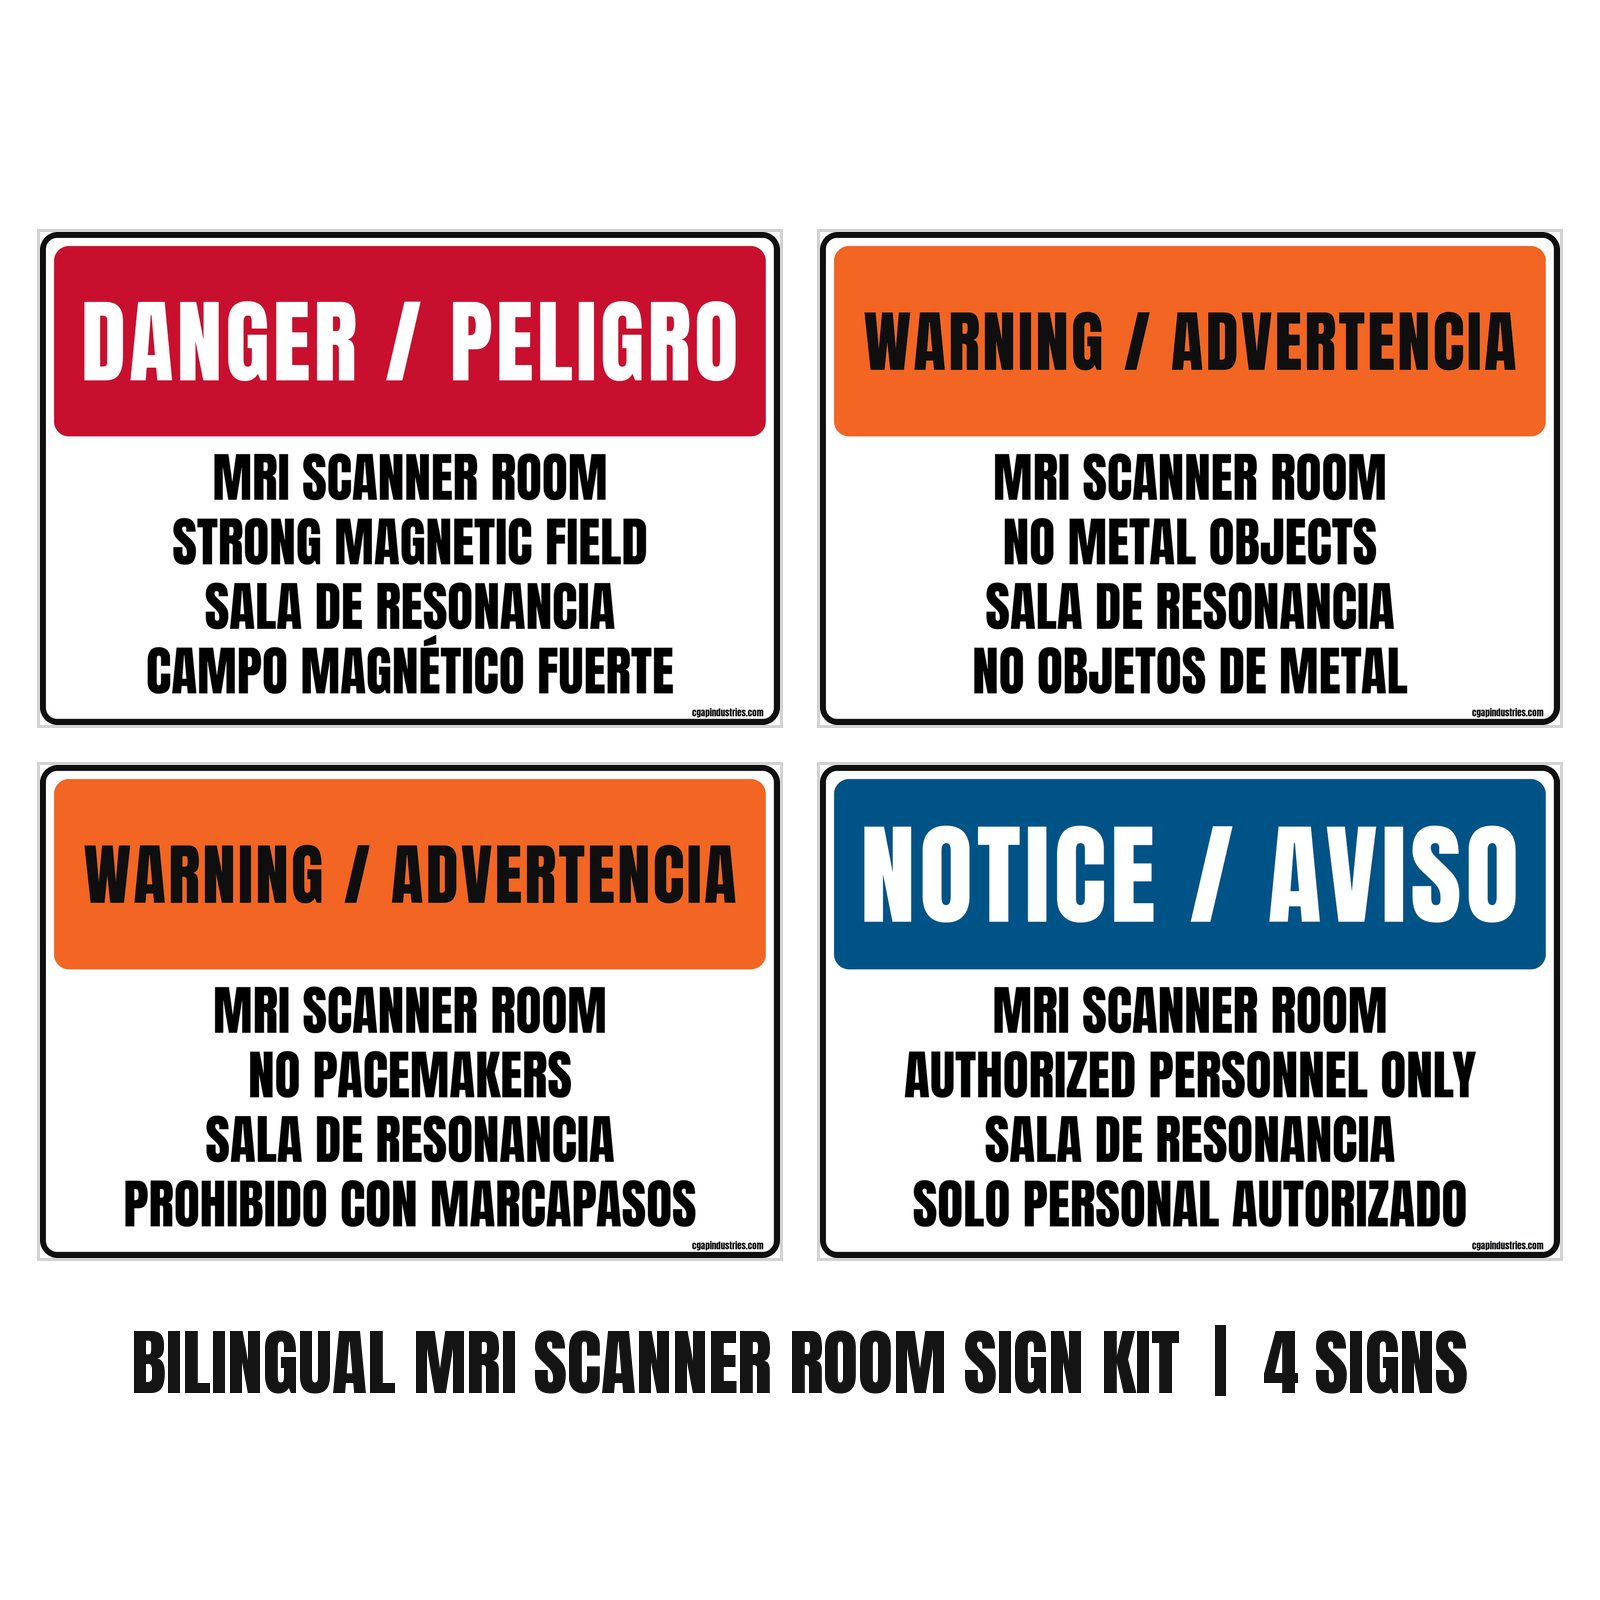 DANGER / PELIGRO
MRI SCANNER ROOM
STRONG MAGNETIC FIELD
SALA DE RESONANCIA
CAMPO MAGNÉTICO FUERTE
cgapindustries.com
WARNING / ADVERTENCIA
MRI SCANNER ROOM
NO METAL OBJECTS
SALA DE RESONANCIA
NO OBJETOS DE METAL
cgapindustries.com
WARNING / ADVERTENCIA
MRI SCANNER ROOM
NO PACEMAKERS
SALA DE RESONANCIA
PROHIBIDO CON MARCAPASOS
cgapindustries.com
NOTICE / AVISO
MRI SCANNER ROOM
AUTHORIZED PERSONNEL ONLY
SALA DE RESONANCIA
SOLO PERSONAL AUTORIZADO
cgapindustries.com
BILINGUAL MRI SCANNER ROOM SIGN KIT | 4 SIGNS